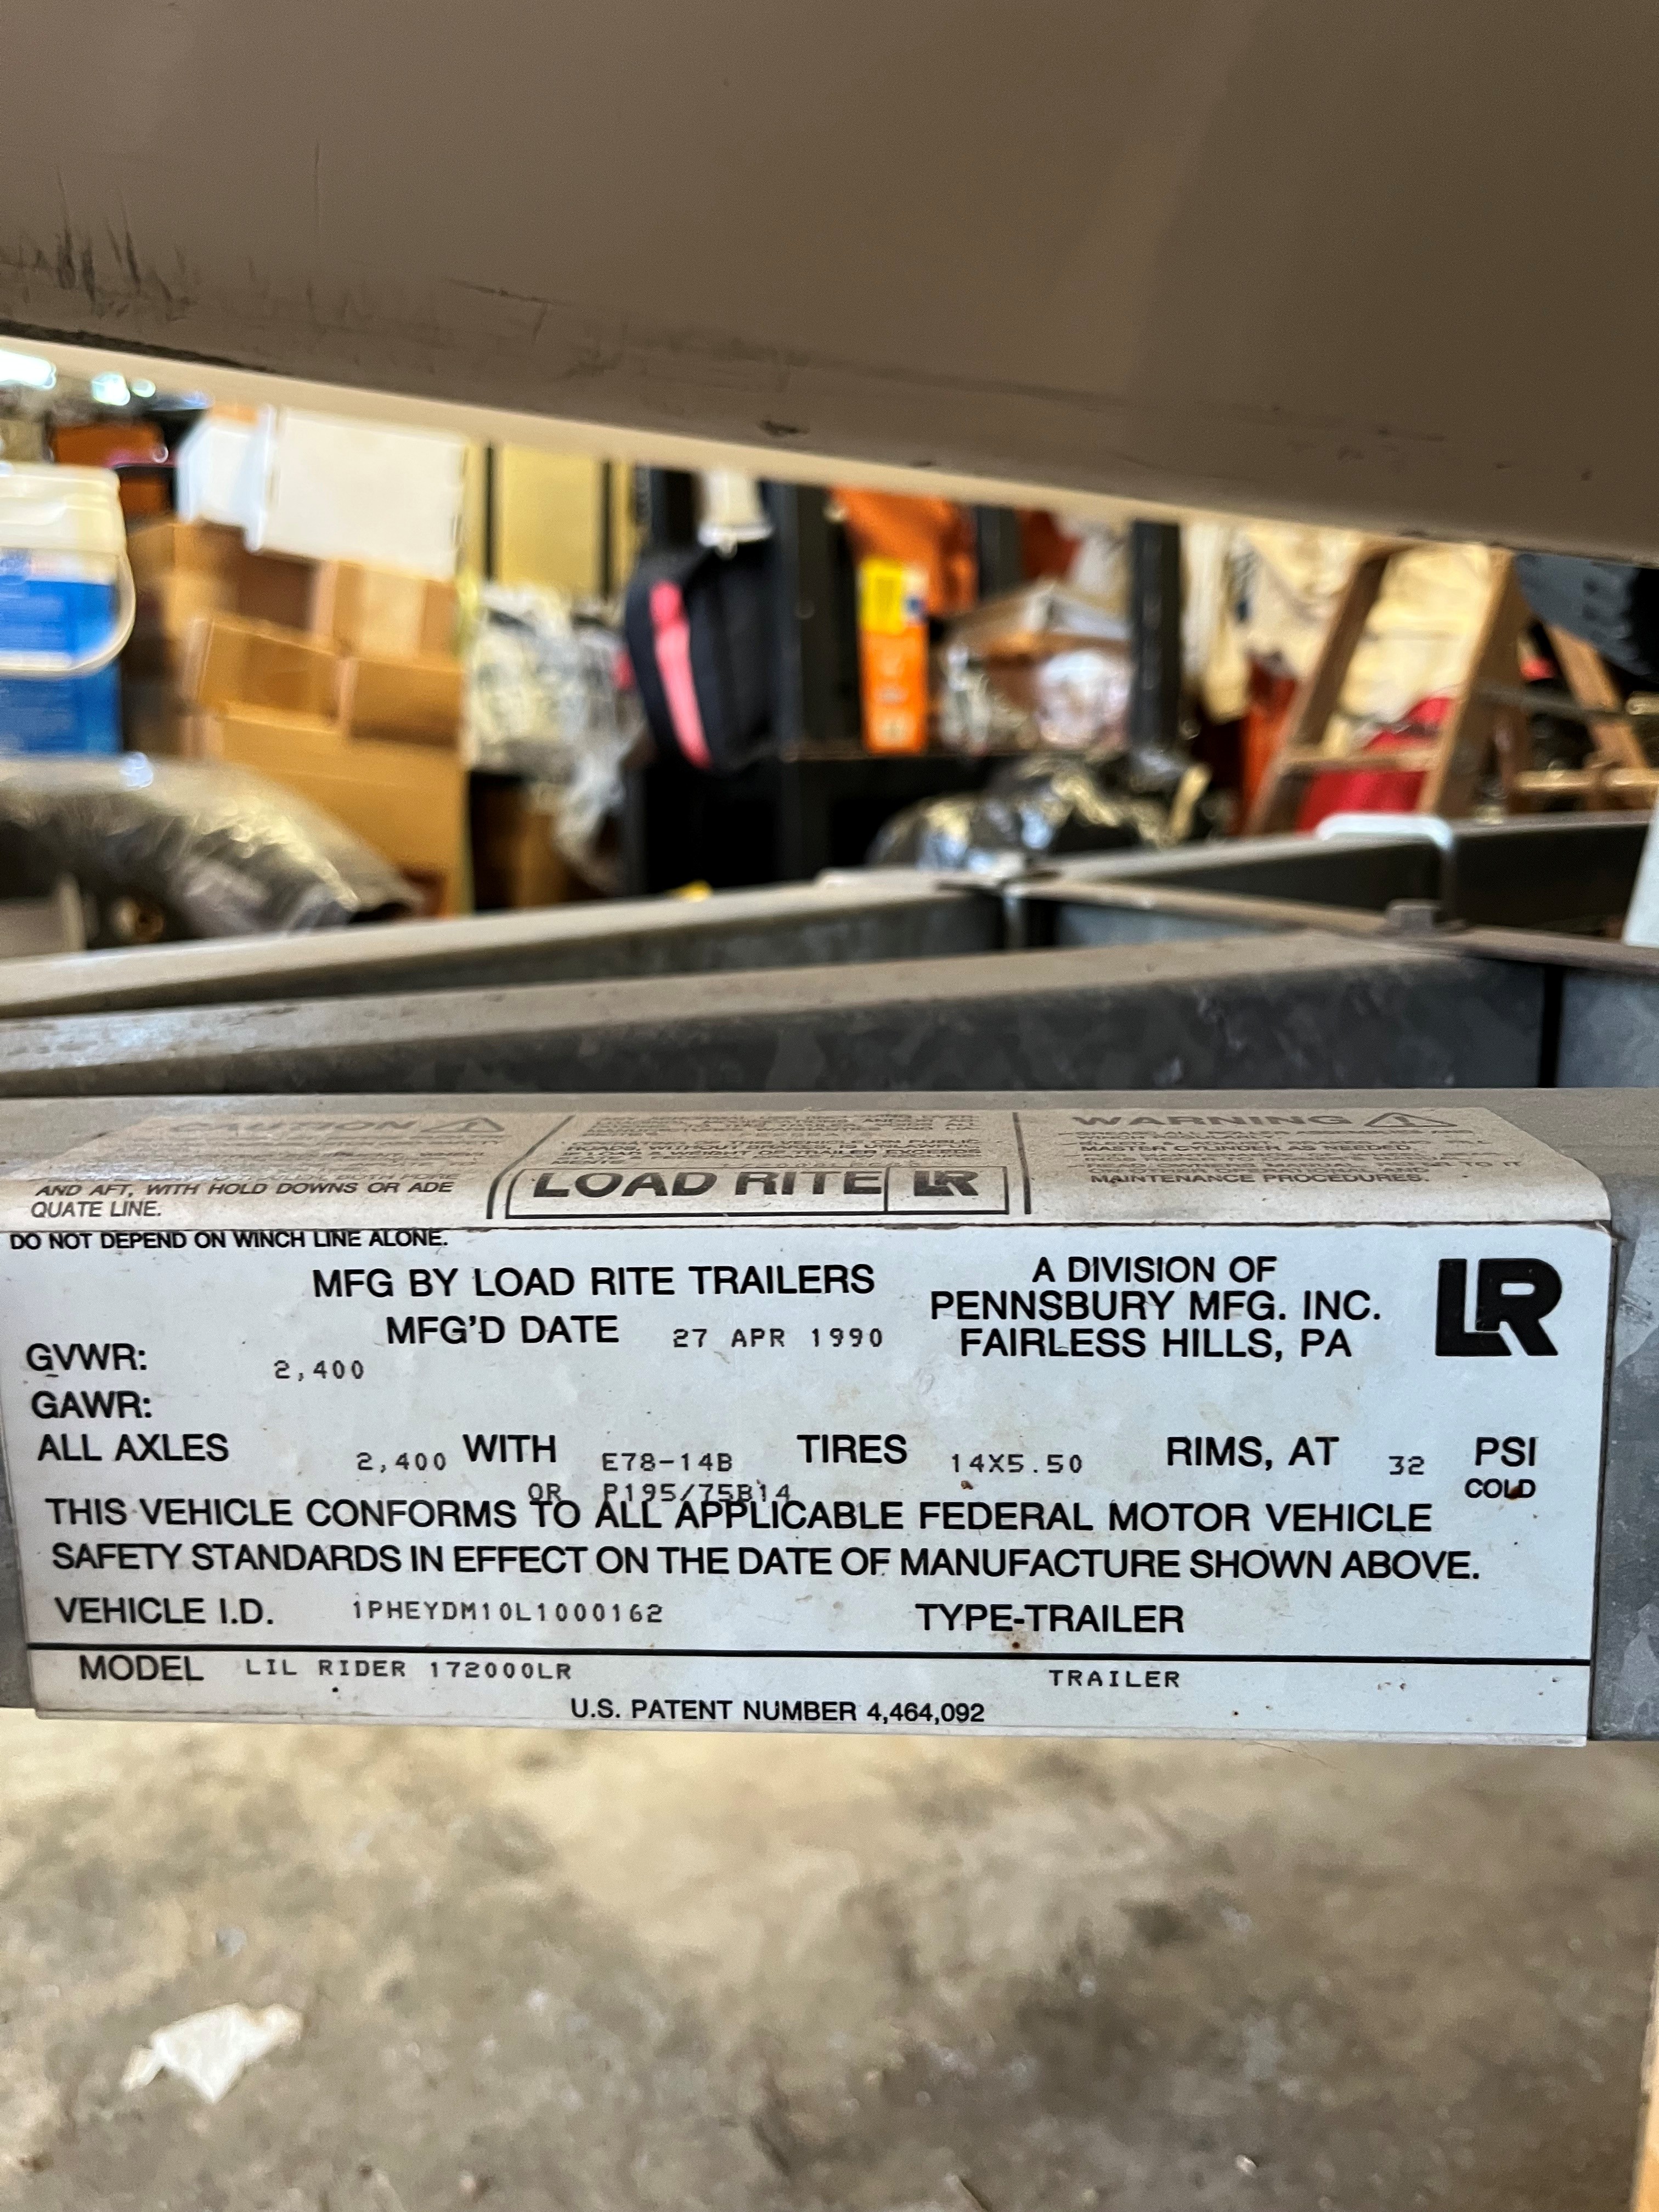 CAUTION
AND AFT, WITH HOLD DOWNS OR ADE
QUATE LINE.
DO NOT DEPEND ON WINCH LINE ALONE.
LOAD RITE LR
WARNING
MASTER CYLINDER AS NEEDED.
MAINTENANCE PROCEDURES.
MFG BY LOAD RITE TRAILERS
MFG'D DATE 27 APR 1990
A DIVISION OF
PENNSBURY MFG. INC.
FAIRLESS HILLS, PA
LR
GVWR: 2,400
GAWR:
ALL AXLES 2,400 WITH E78-14B TIRES 14X5.50 RIMS, AT 32 PSI
OR P195/75B14 COLD
THIS VEHICLE CONFORMS TO ALL APPLICABLE FEDERAL MOTOR VEHICLE
SAFETY STANDARDS IN EFFECT ON THE DATE OF MANUFACTURE SHOWN ABOVE.
VEHICLE I.D. 1PHEYDM10L1000162 TYPE-TRAILER
MODEL LIL RIDER 172000LR TRAILER
U.S. PATENT NUMBER 4,464,092